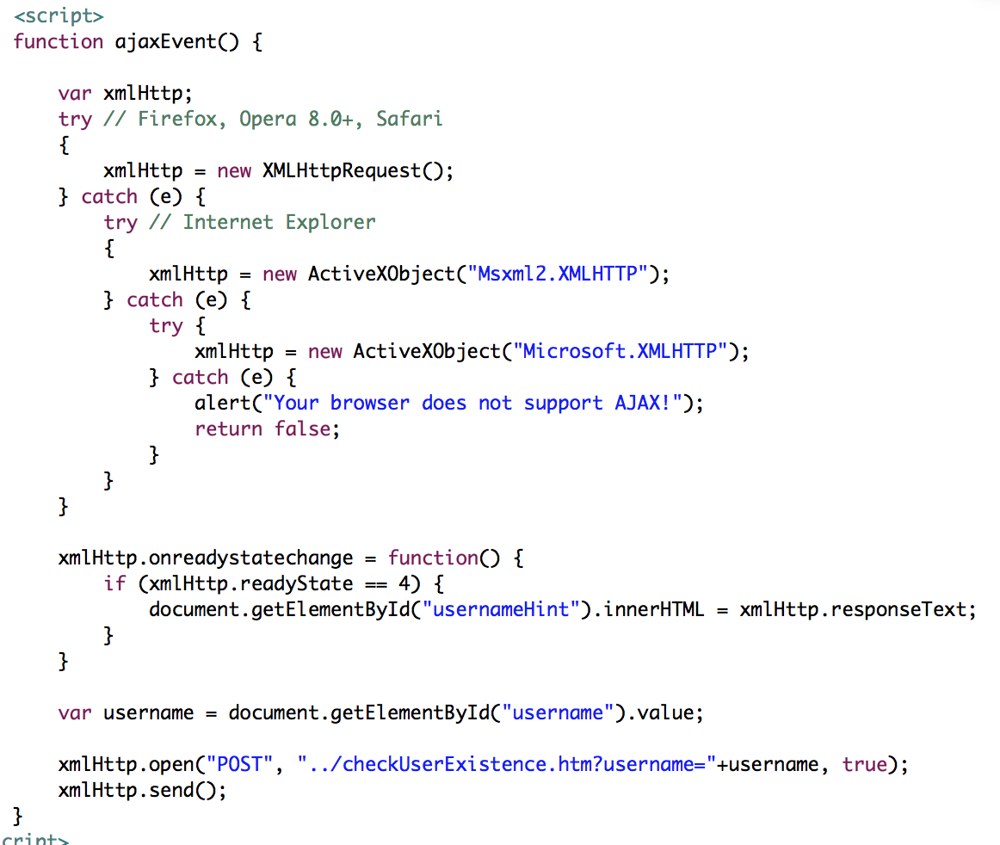 <script>
function ajaxEvent() {
var xmlHttp;
try // Firefox, Opera 8.0+, Safari
{
xmlHttp = new XMLHttpRequest();
} catch (e) {
try // Internet Explorer
{
xmlHttp = new ActiveXObject("Msxml2.XMLHTTP");
} catch (e) {
try {
xmlHttp = new ActiveXObject("Microsoft.XMLHTTP");
} catch (e) {
alert("Your browser does not support AJAX!");
return false;
}
}
}
xmlHttp.onreadystatechange = function() {
if (xmlHttp.readyState == 4) {
document.getElementById("usernameHint").innerHTML = xmlHttp.responseText;
}
}
var username = document.getElementById("username").value;
xmlHttp.open("POST", "../checkUserExistence.htm?username="+username, true);
xmlHttp.send();
}
cript>